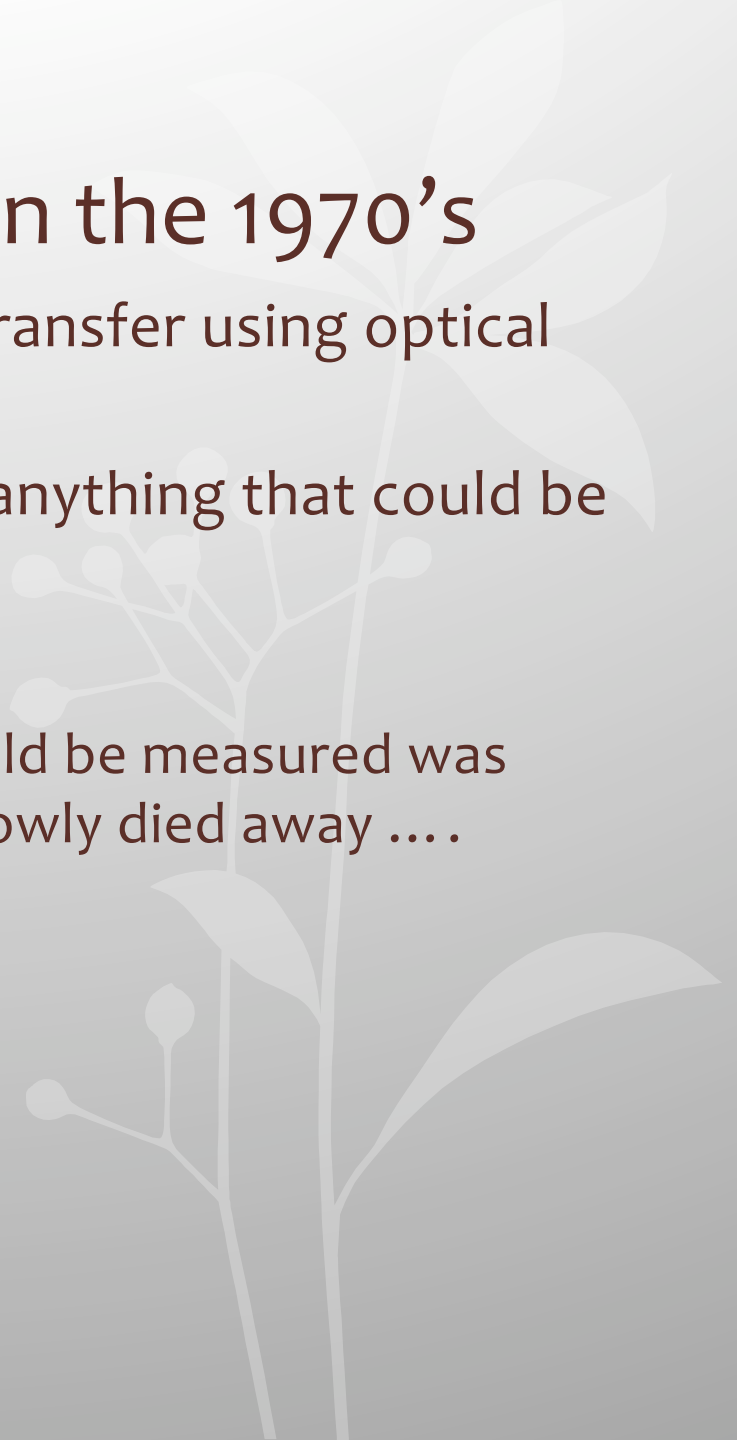 n the 1970’s
ransfer using optical
anything that could be
ld be measured was
owly died away ….